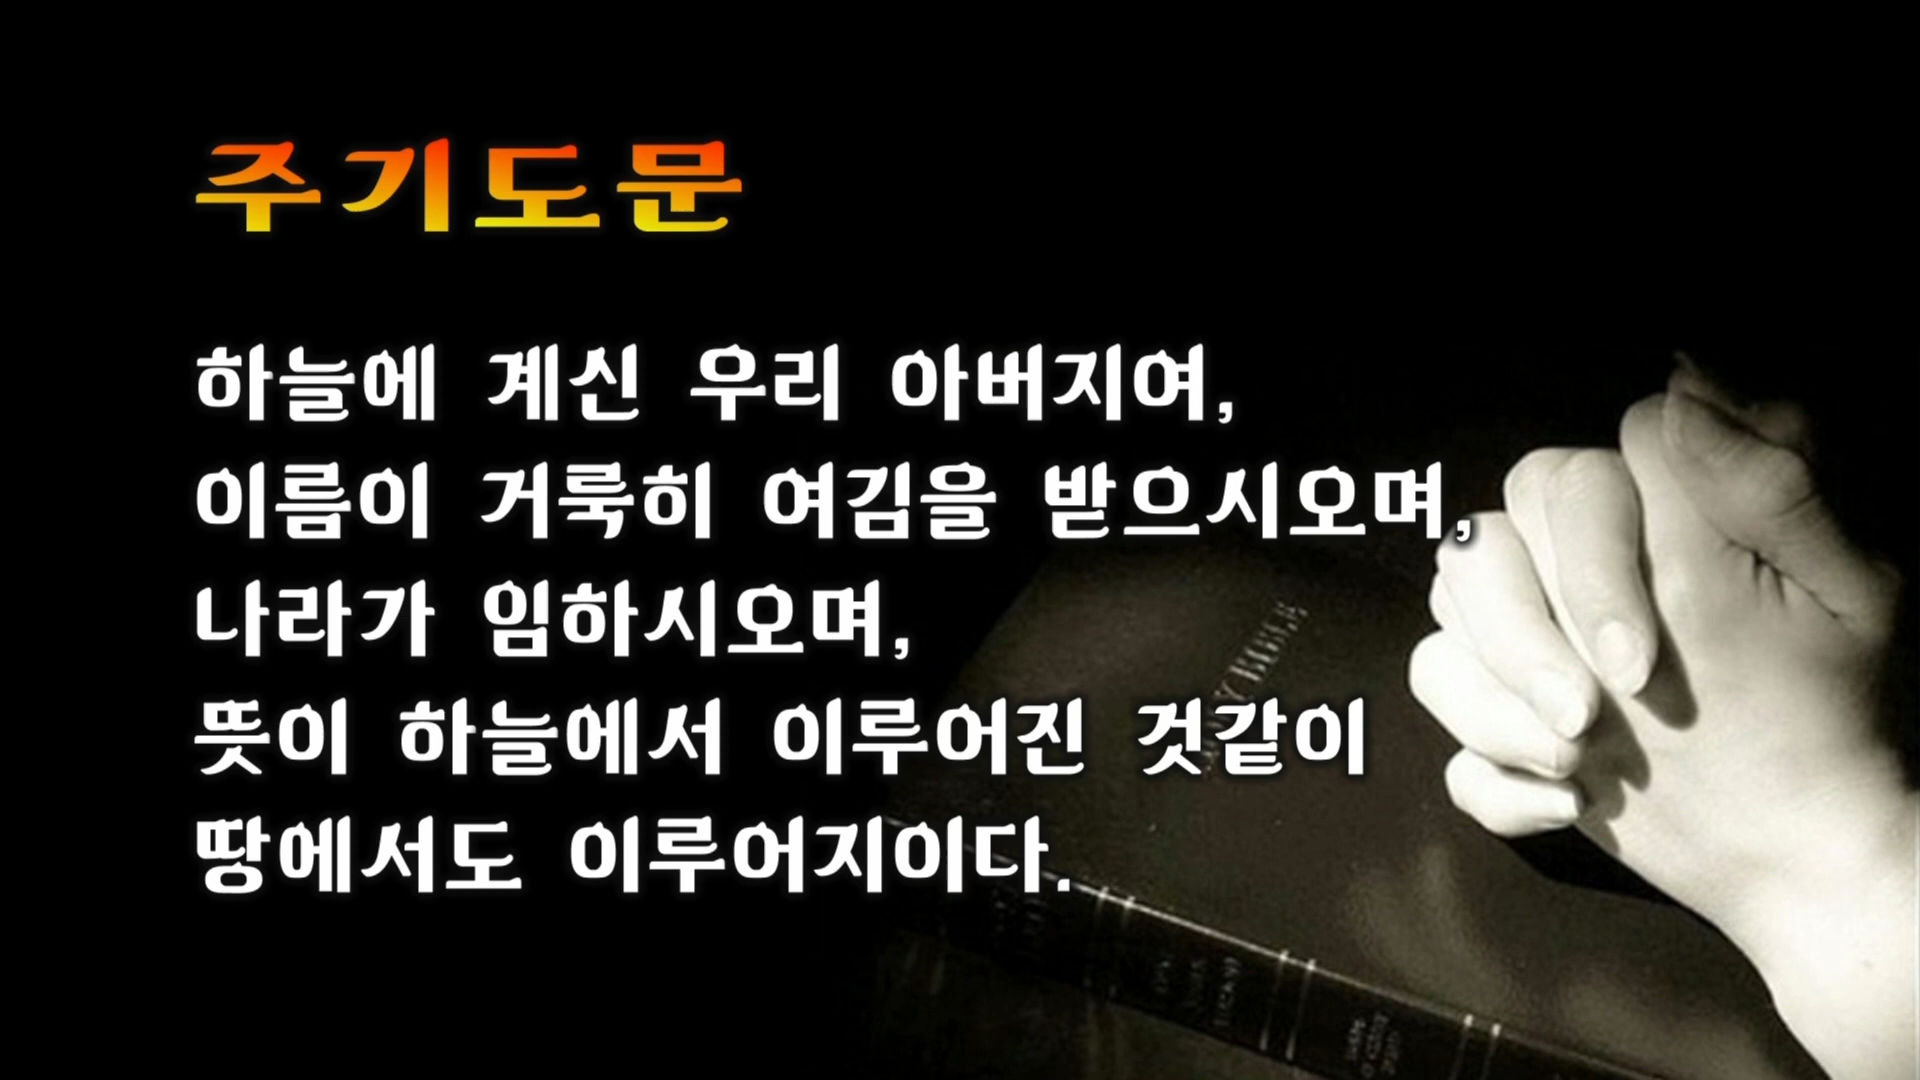 주기도문
하늘에 계신 우리 아버지여,
이름이 거룩히 여김을 받으시오며,
나라가 임하시오며,
뜻이 하늘에서 이루어진 것같이
땅에서도 이루어지이다.
BIBLE